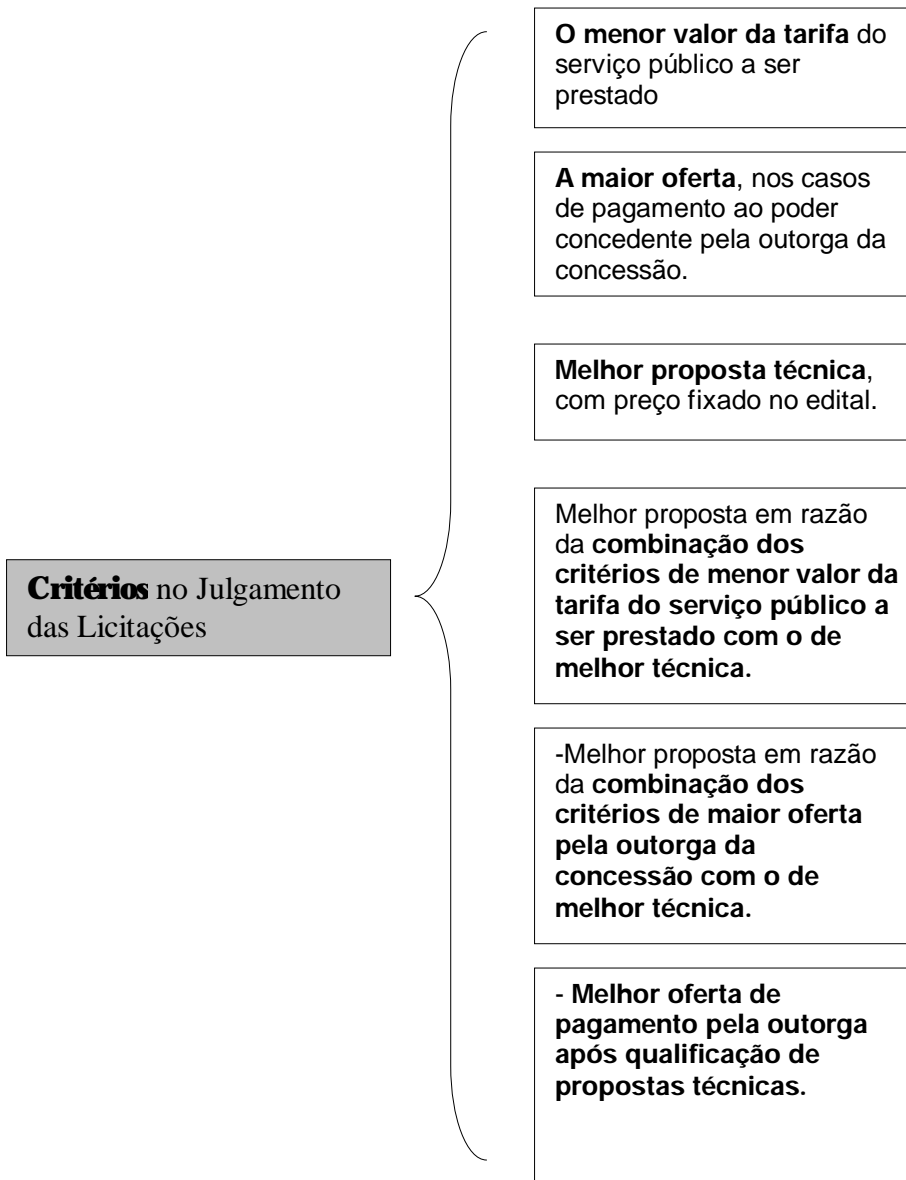 O menor valor da tarifa do
serviço público a ser
prestado
A maior oferta, nos casos
de pagamento ao poder
concedente pela outorga da
concessão.
Melhor proposta técnica,
com preço fixado no edital.
Critérios no Julgamento
das Licitações
Melhor proposta em razão
da combinação dos
critérios de menor valor da
tarifa do serviço público a
ser prestado com o de
melhor técnica.
-Melhor proposta em razão
da combinação dos
critérios de maior oferta
pela outorga da
concessão com o de
melhor técnica.
- Melhor oferta de
pagamento pela outorga
após qualificação de
propostas técnicas.